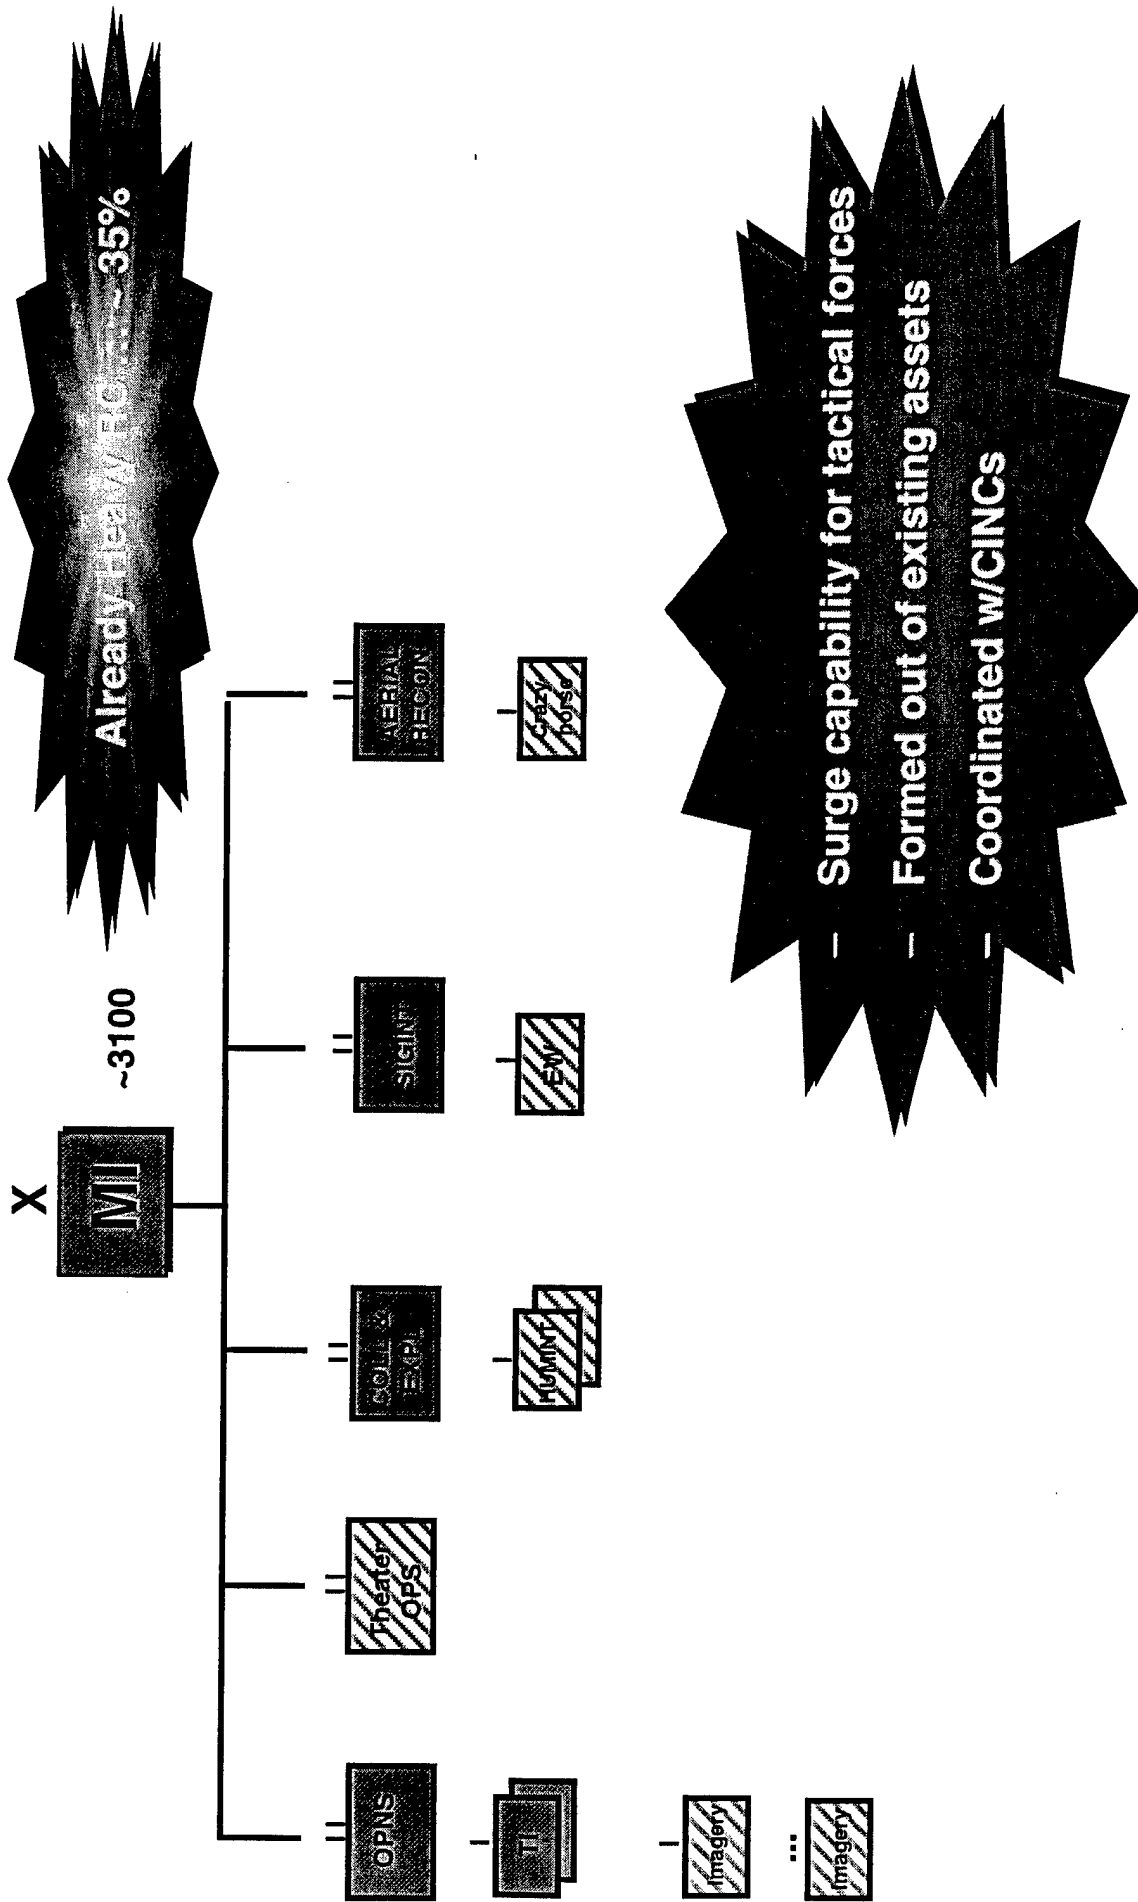 Already Heavy RC.....~ 35%
X
MI
~3100
OPNS
Theater
OPS
COLL &
EXPL
SIGINT
AERIAL
RECON
TI
HUMINT
EW
Crazy
Horse
Imagery
...
Imagery
– Surge capability for tactical forces
– Formed out of existing assets
– Coordinated w/CINCs